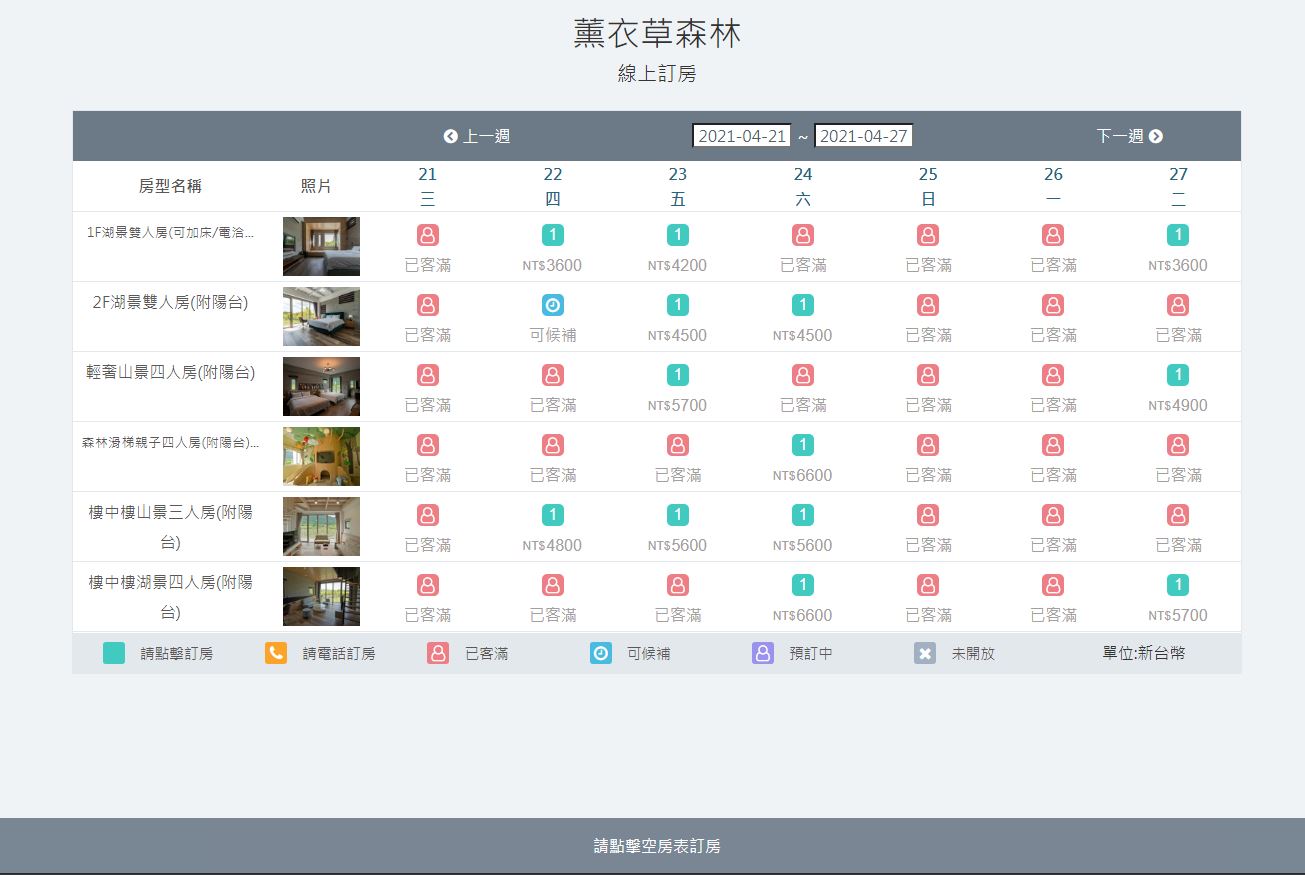 薰衣草森林
線上訂房
上一週 2021-04-21 ~ 2021-04-27 下一週
房型名稱 照片 21 22 23 24 25 26 27
三 四 五 六 日 一 二
1F湖景雙人房(可加床/電洽... 1 1 1
已客滿 NT$3600 NT$4200 已客滿 已客滿 已客滿 NT$3600
2F湖景雙人房(附陽台) 1 1
已客滿 可候補 NT$4500 NT$4500 已客滿 已客滿 已客滿
輕奢山景四人房(附陽台) 1 1
已客滿 已客滿 NT$5700 已客滿 已客滿 已客滿 NT$4900
森林滑梯親子四人房(附陽台)... 1
已客滿 已客滿 已客滿 NT$6600 已客滿 已客滿 已客滿
樓中樓山景三人房(附陽 1 1 1
台) 已客滿 NT$4800 NT$5600 NT$5600 已客滿 已客滿 已客滿
樓中樓湖景四人房(附陽 1 1
台) 已客滿 已客滿 已客滿 NT$6600 已客滿 已客滿 NT$5700
請點擊訂房 請電話訂房 已客滿 可候補 預訂中 未開放 單位:新台幣
請點擊空房表訂房